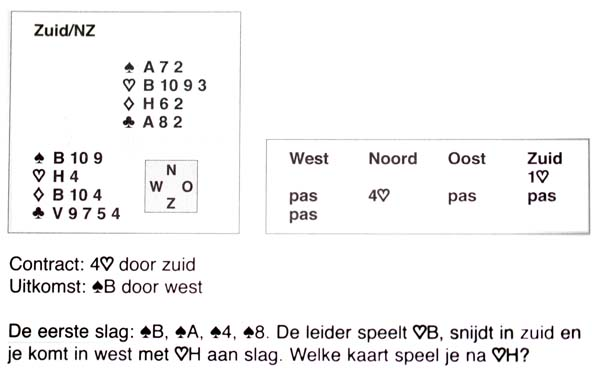 Zuid/NZ
♠ A 7 2
♡ B 10 9 3
♢ H 6 2
♣ A 8 2
♠ B 10 9
♡ H 4
♢ B 10 4
♣ V 9 7 5 4
N
W O
Z
West Noord Oost Zuid
1♡
pas 4♡ pas pas
pas
Contract: 4♡ door zuid
Uitkomst: ♠B door west
De eerste slag: ♠B, ♠A, ♠4, ♠8. De leider speelt ♡B, snijdt in zuid en
je komt in west met ♡H aan slag. Welke kaart speel je na ♡H?